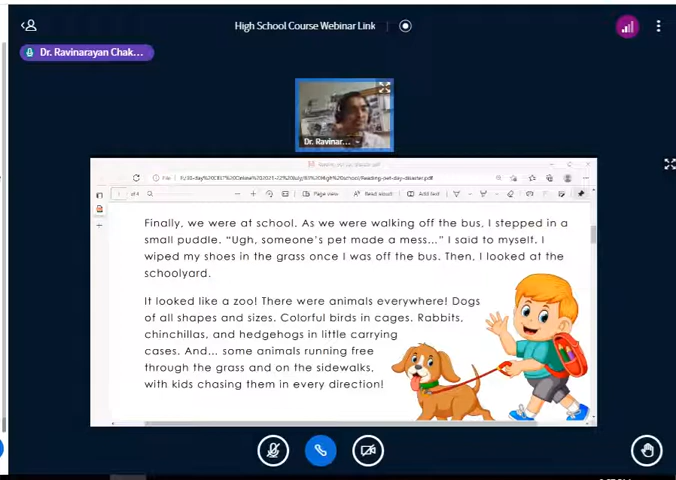 High School Course Webinar Link
Dr. Ravinarayan Chak...
Dr. Ravinar...
File
of 4
Page view
Read aloud
Add text
Finally, we were at school. As we were walking off the bus, I stepped in a
small puddle. “Ugh, someone’s pet made a mess...” I said to myself. I
wiped my shoes in the grass once I was off the bus. Then, I looked at the
schoolyard.
It looked like a zoo! There were animals everywhere! Dogs
of all shapes and sizes. Colorful birds in cages. Rabbits,
chinchillas, and hedgehogs in little carrying
cases. And... some animals running free
through the grass and on the sidewalks,
with kids chasing them in every direction!